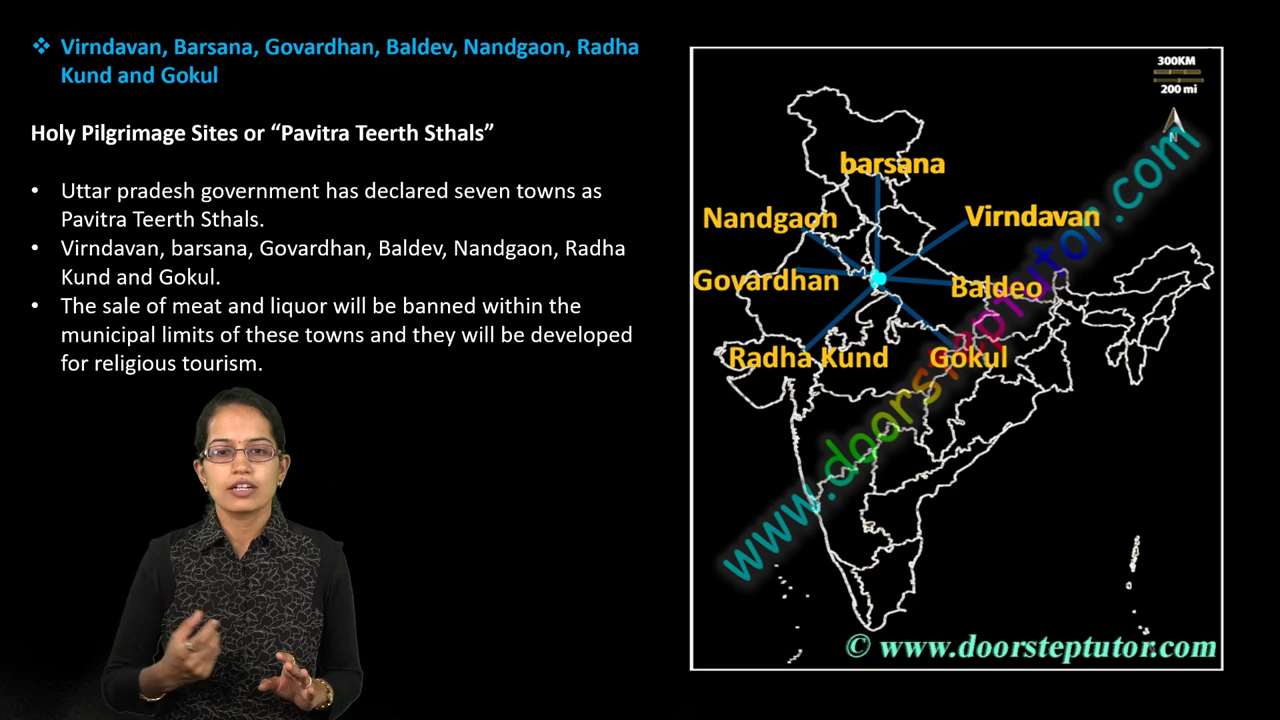 ❖ Virndavan, Barsana, Govardhan, Baldev, Nandgaon, Radha
Kund and Gokul
Holy Pilgrimage Sites or “Pavitra Teerth Sthals”
• Uttar pradesh government has declared seven towns as
Pavitra Teerth Sthals.
• Virndavan, barsana, Govardhan, Baldev, Nandgaon, Radha
Kund and Gokul.
• The sale of meat and liquor will be banned within the
municipal limits of these towns and they will be developed
for religious tourism.
300KM
200 mi
N
barsana
Nandgaon
Virndavan
Govardhan
Baldeo
Radha Kund
Gokul
www.doorsteptutor.com
© www.doorsteptutor.com